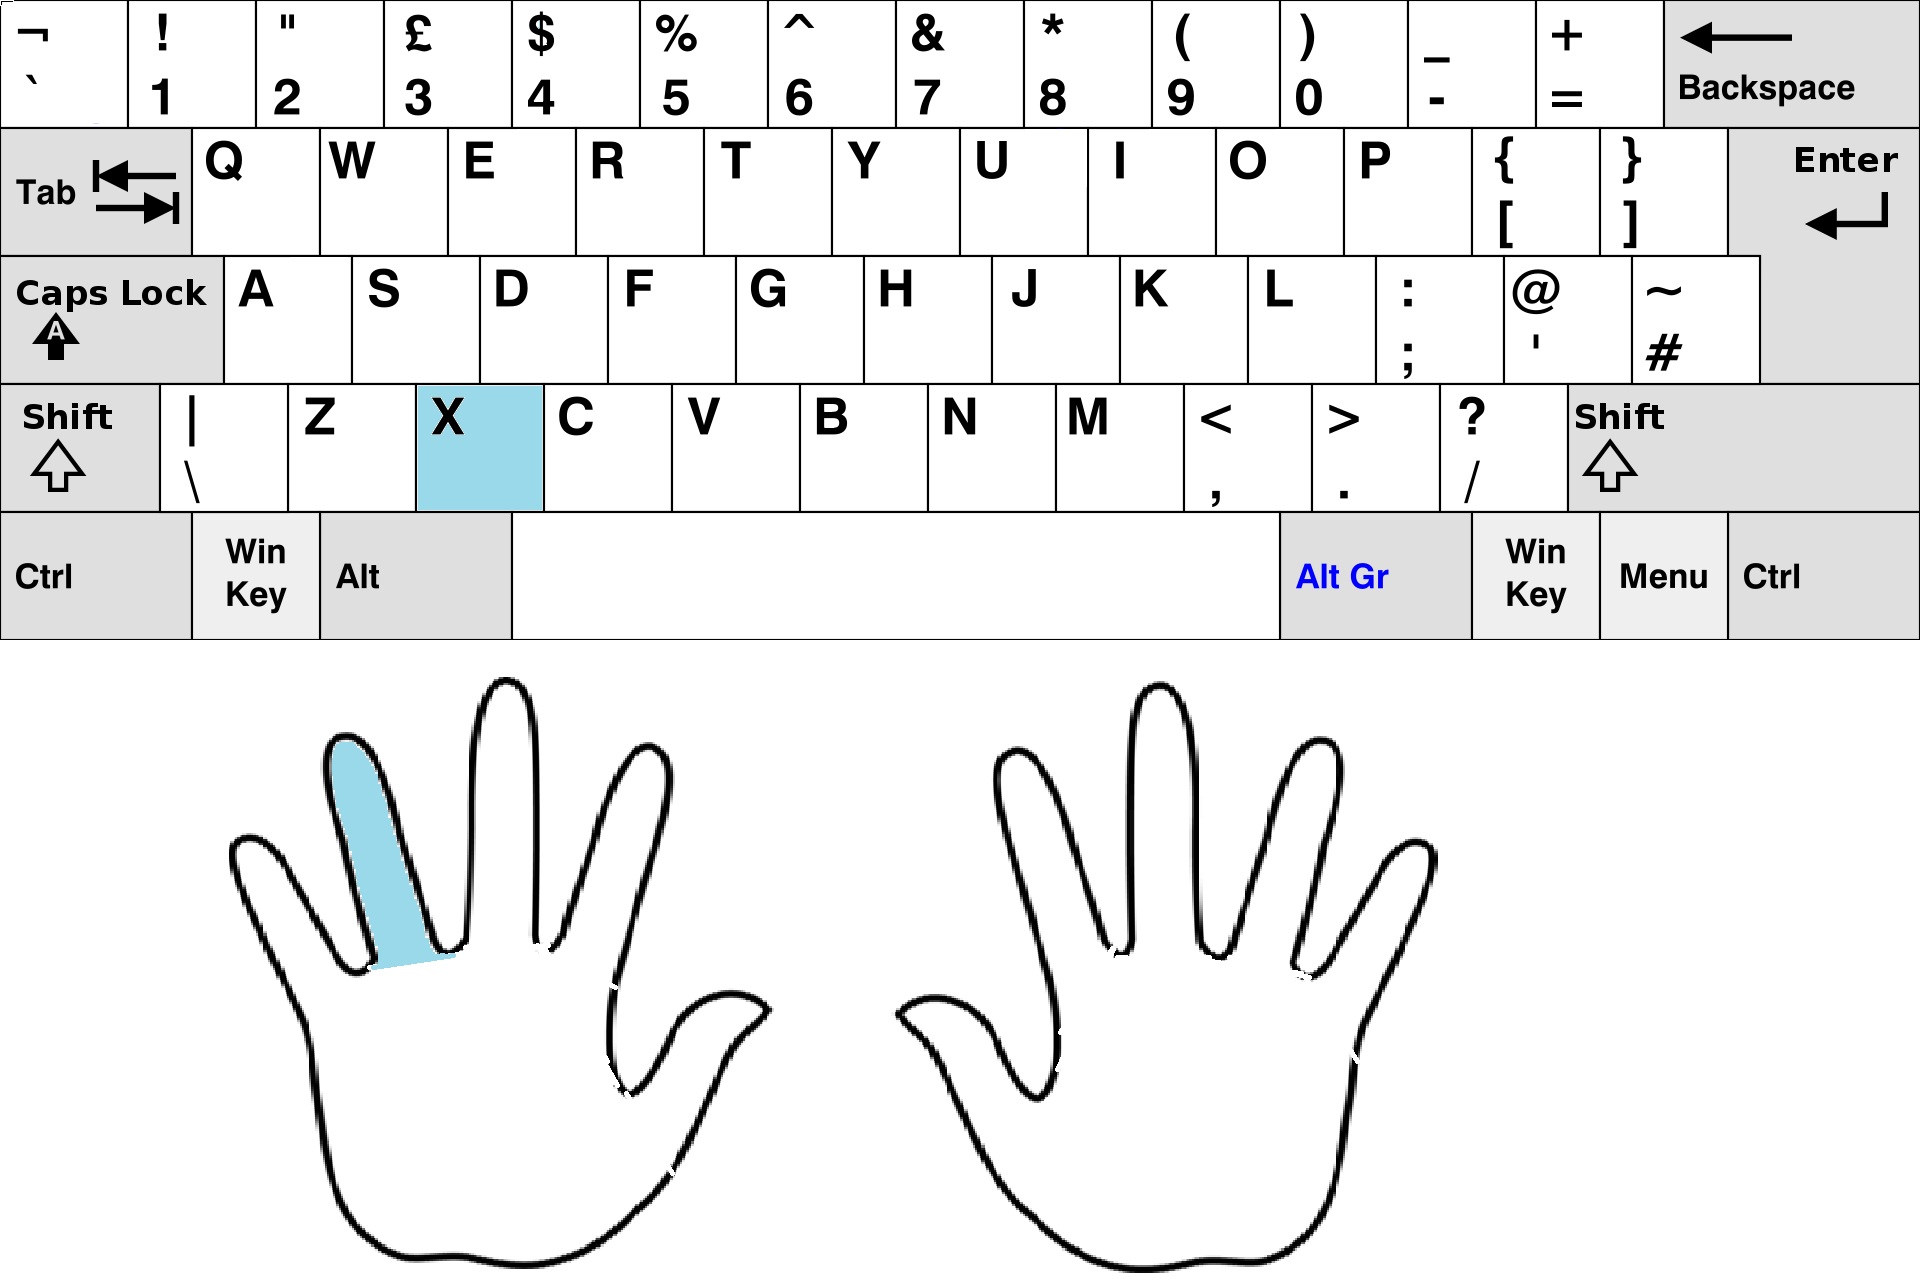 ¬ ! " £ $ % ^ & * ( ) _ +
` 1 2 3 4 5 6 7 8 9 0 - = Backspace
Tab Q W E R T Y U I O P { } Enter
[ ]
Caps Lock A S D F G H J K L : @ ~
A ; ' #
Shift | Z X C V B N M < > ? Shift
\ , . /
Ctrl Win Key Alt Alt Gr Win Key Menu Ctrl